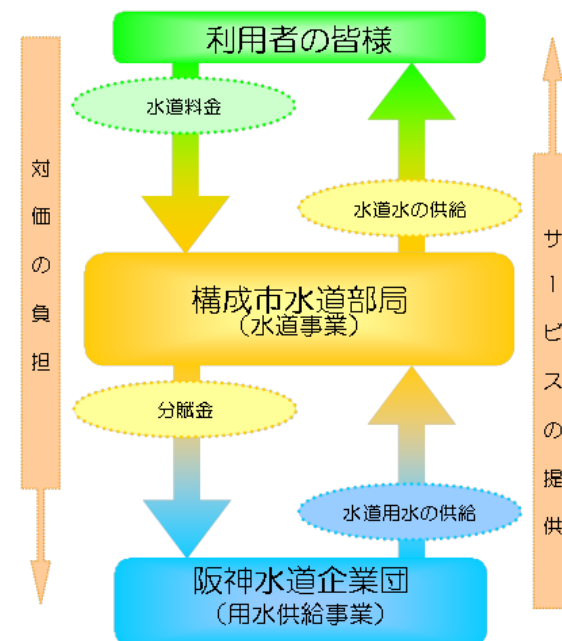 利用者の皆様
水道料金
水道水の供給
対価の負担
サービスの提供
構成市水道部局
(水道事業)
分賦金
水道用水の供給
阪神水道企業団
(用水供給事業)